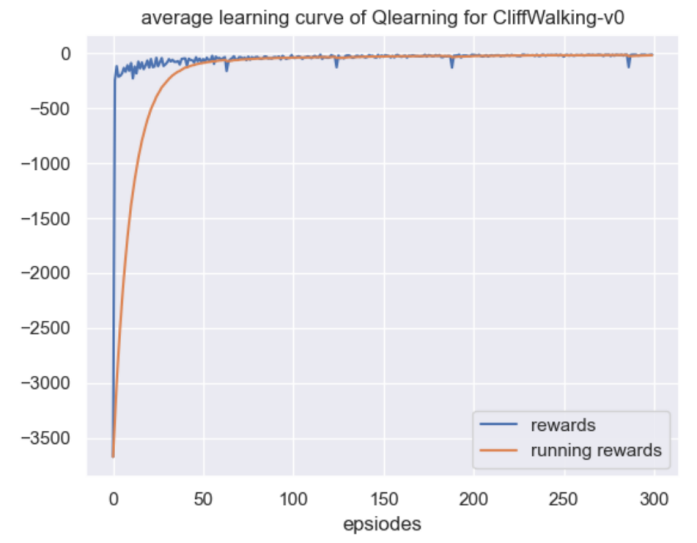 average learning curve of Qlearning for CliffWalking-v0
0
−500
−1000
−1500
−2000
−2500
−3000
−3500
rewards
running rewards
0 50 100 150 200 250 300
epsiodes